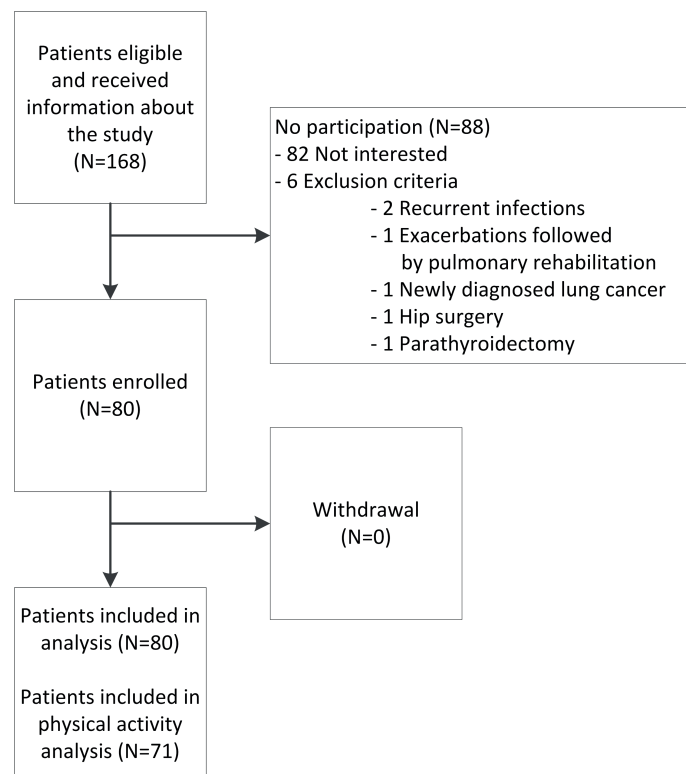 Patients eligible
and received
information about
the study
(N=168)
No participation (N=88)
- 82 Not interested
- 6 Exclusion criteria
- 2 Recurrent infections
- 1 Exacerbations followed
by pulmonary rehabilitation
- 1 Newly diagnosed lung cancer
- 1 Hip surgery
- 1 Parathyroidectomy
Patients enrolled
(N=80)
Withdrawal
(N=0)
Patients included in
analysis (N=80)
Patients included in
physical activity
analysis (N=71)